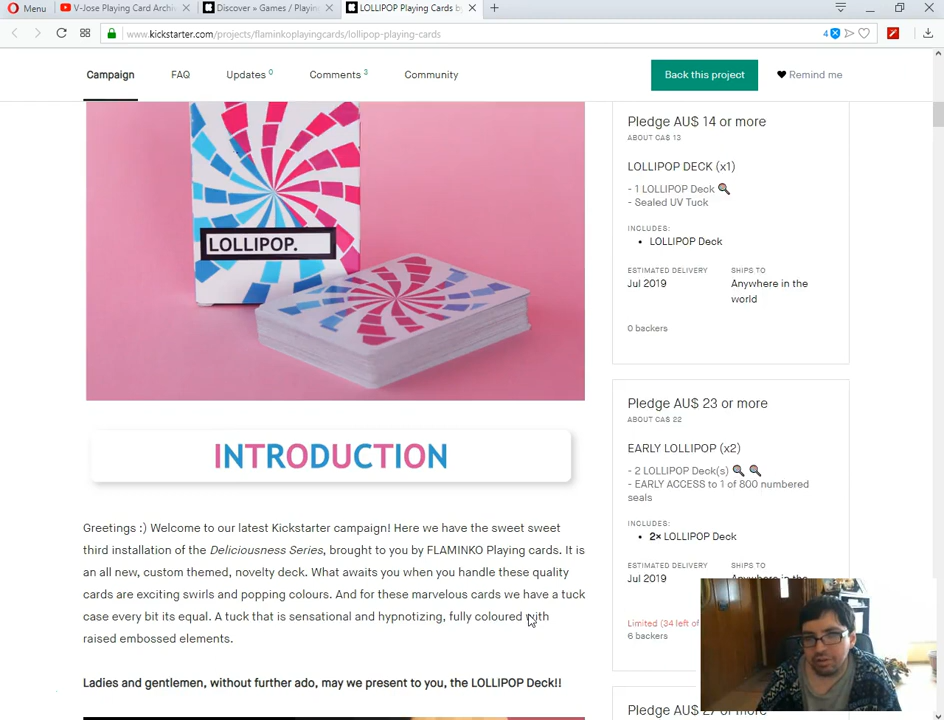 Menu
V-Jose Playing Card Archi
Discover » Games / Playin
LOLLIPOP Playing Cards b
www.kickstarter.com/projects/flaminkoplayingcards/lollipop-playing-cards
4
Campaign
FAQ
Updates 0
Comments 3
Community
Back this project
Remind me
LOLLIPOP.
INTRODUCTION
Greetings :) Welcome to our latest Kickstarter campaign! Here we have the sweet sweet
third installation of the Deliciousness Series, brought to you by FLAMINKO Playing cards. It is
an all new, custom themed, novelty deck. What awaits you when you handle these quality
cards are exciting swirls and popping colours. And for these marvelous cards we have a tuck
case every bit its equal. A tuck that is sensational and hypnotizing, fully coloured with
raised embossed elements.
Ladies and gentlemen, without further ado, may we present to you, the LOLLIPOP Deck!!
Pledge AU$ 14 or more
ABOUT CA$ 13
LOLLIPOP DECK (x1)
- 1 LOLLIPOP Deck
- Sealed UV Tuck
INCLUDES:
• LOLLIPOP Deck
ESTIMATED DELIVERY
Jul 2019
SHIPS TO
Anywhere in the
world
0 backers
Pledge AU$ 23 or more
ABOUT CA$ 22
EARLY LOLLIPOP (x2)
- 2 LOLLIPOP Deck(s)
- EARLY ACCESS to 1 of 800 numbered
seals
INCLUDES:
• 2× LOLLIPOP Deck
ESTIMATED DELIVERY
Jul 2019
SHIPS TO
Anywhere in the
Limited (34 left of
6 backers
Pledge AU$ 27 or more